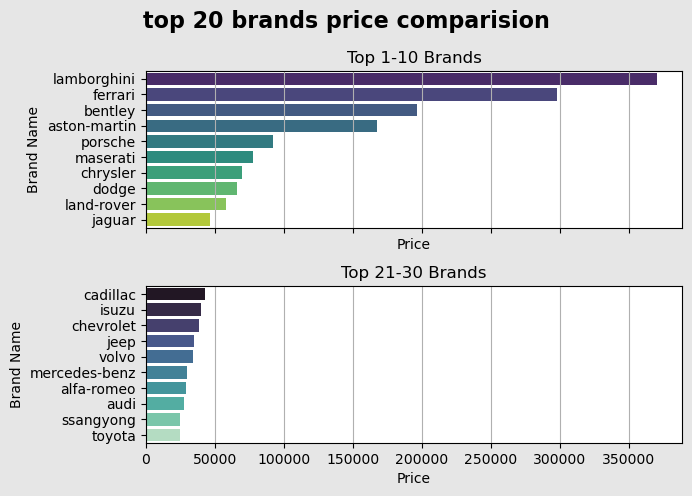 top 20 brands price comparision
Top 1-10 Brands
Brand Name
lamborghini
ferrari
bentley
aston-martin
porsche
maserati
chrysler
dodge
land-rover
jaguar
Price
Top 21-30 Brands
Brand Name
cadillac
isuzu
chevrolet
jeep
volvo
mercedes-benz
alfa-romeo
audi
ssangyong
toyota
0 50000 100000 150000 200000 250000 300000 350000
Price